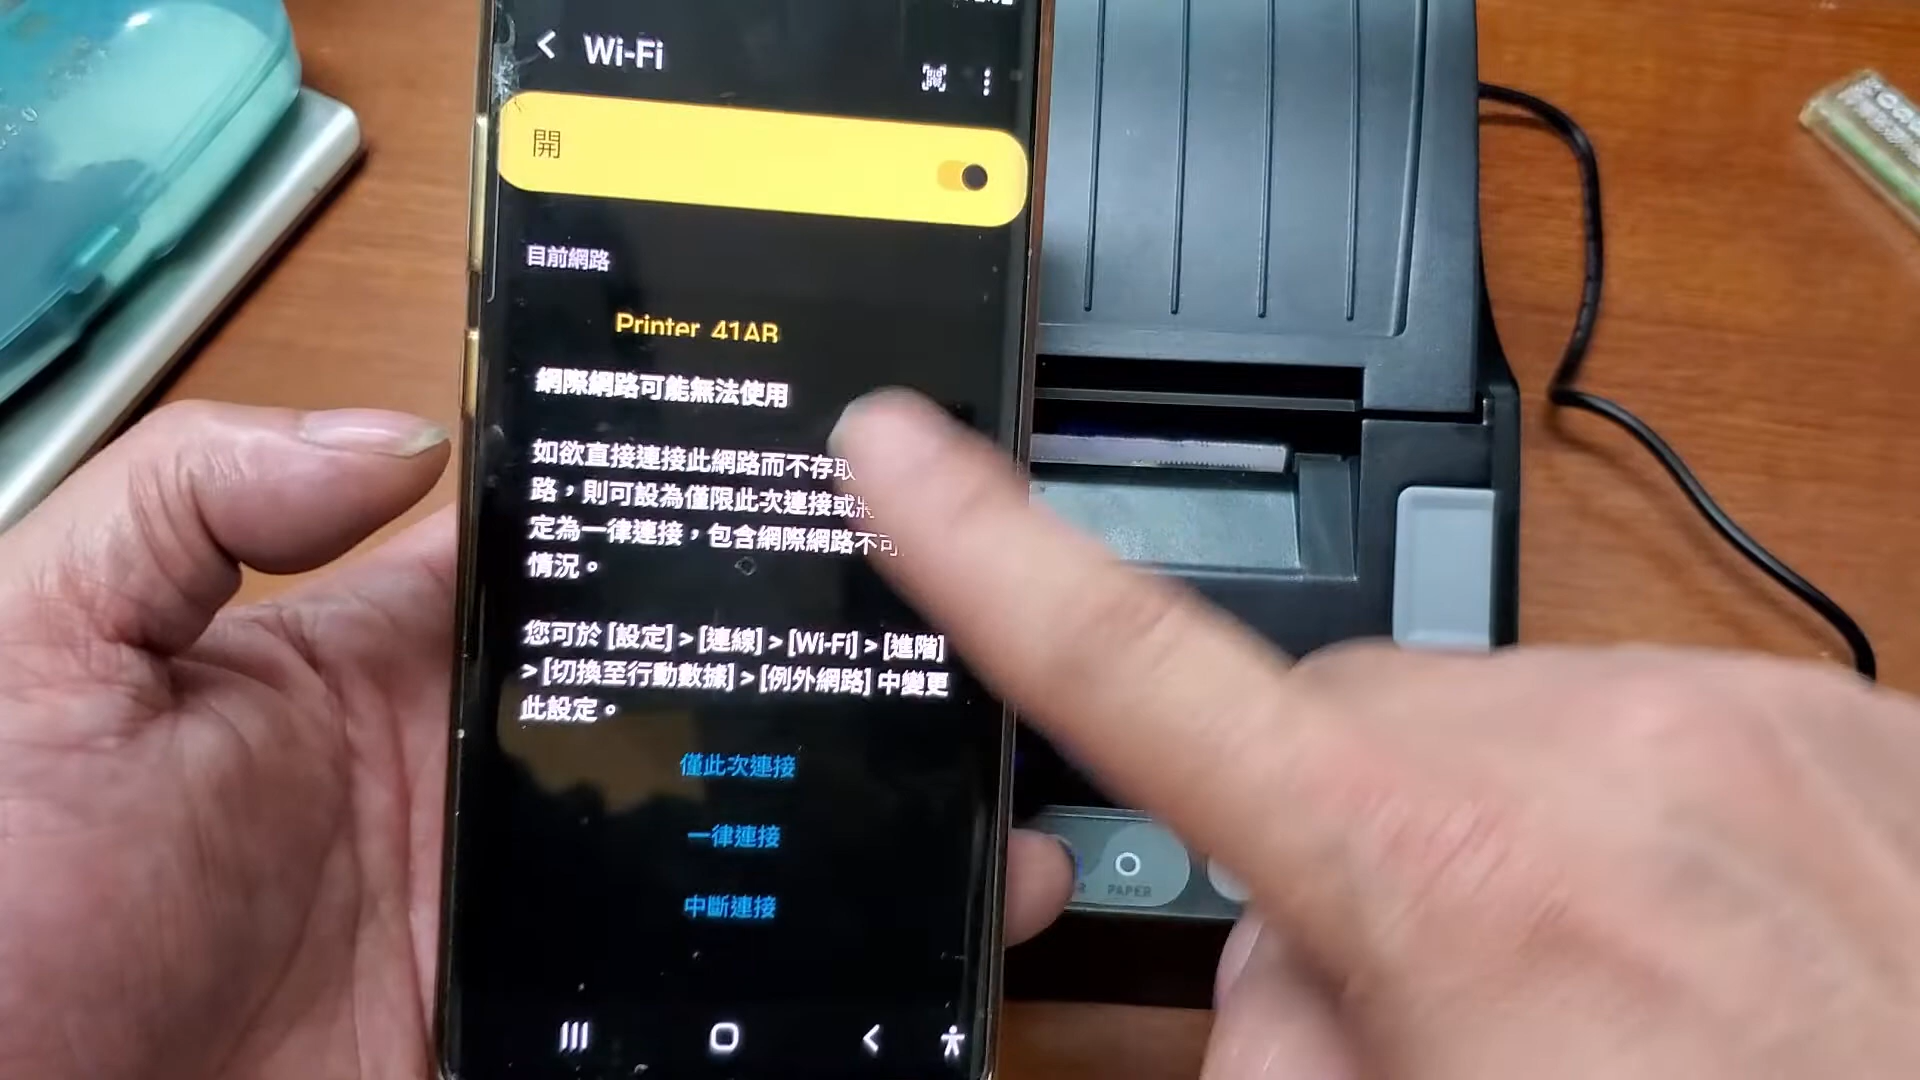 Wi-Fi
開
目前網路
Printer_41AB
網際網路可能無法使用
如欲直接連接此網路而不存取
路，則可設為僅限此次連接或將
定為一律連接，包含網際網路不可
情況。
您可於 [設定] > [連線] > [Wi-Fi] > [進階]
> [切換至行動數據] > [例外網路] 中變更
此設定。
僅此次連接
一律連接
中斷連接
PAPER